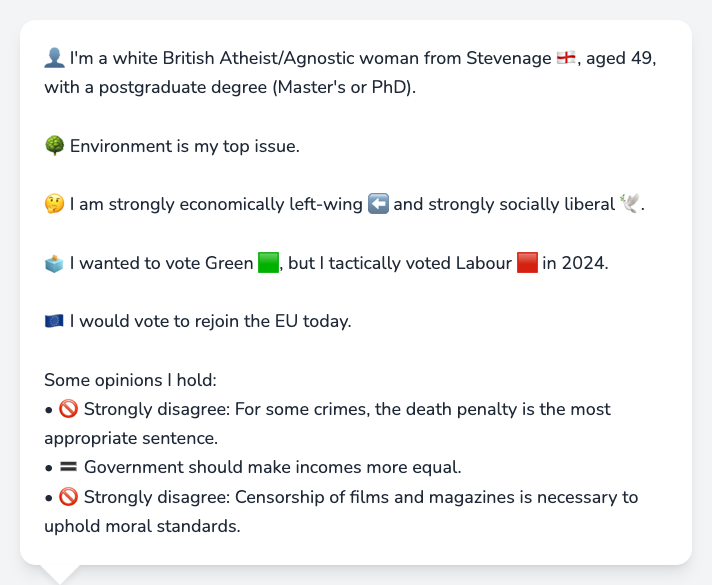 👤 I'm a white British Atheist/Agnostic woman from Stevenage 🏴󠁧󠁢󠁥󠁮󠁧󠁿, aged 49,
with a postgraduate degree (Master's or PhD).
🌳 Environment is my top issue.
🤔 I am strongly economically left-wing ⬅️ and strongly socially liberal 🕊️.
🗳️ I wanted to vote Green 🟩, but I tactically voted Labour 🟥 in 2024.
🇪🇺 I would vote to rejoin the EU today.
Some opinions I hold:
• 🚫 Strongly disagree: For some crimes, the death penalty is the most
appropriate sentence.
• 🟰 Government should make incomes more equal.
• 🚫 Strongly disagree: Censorship of films and magazines is necessary to
uphold moral standards.